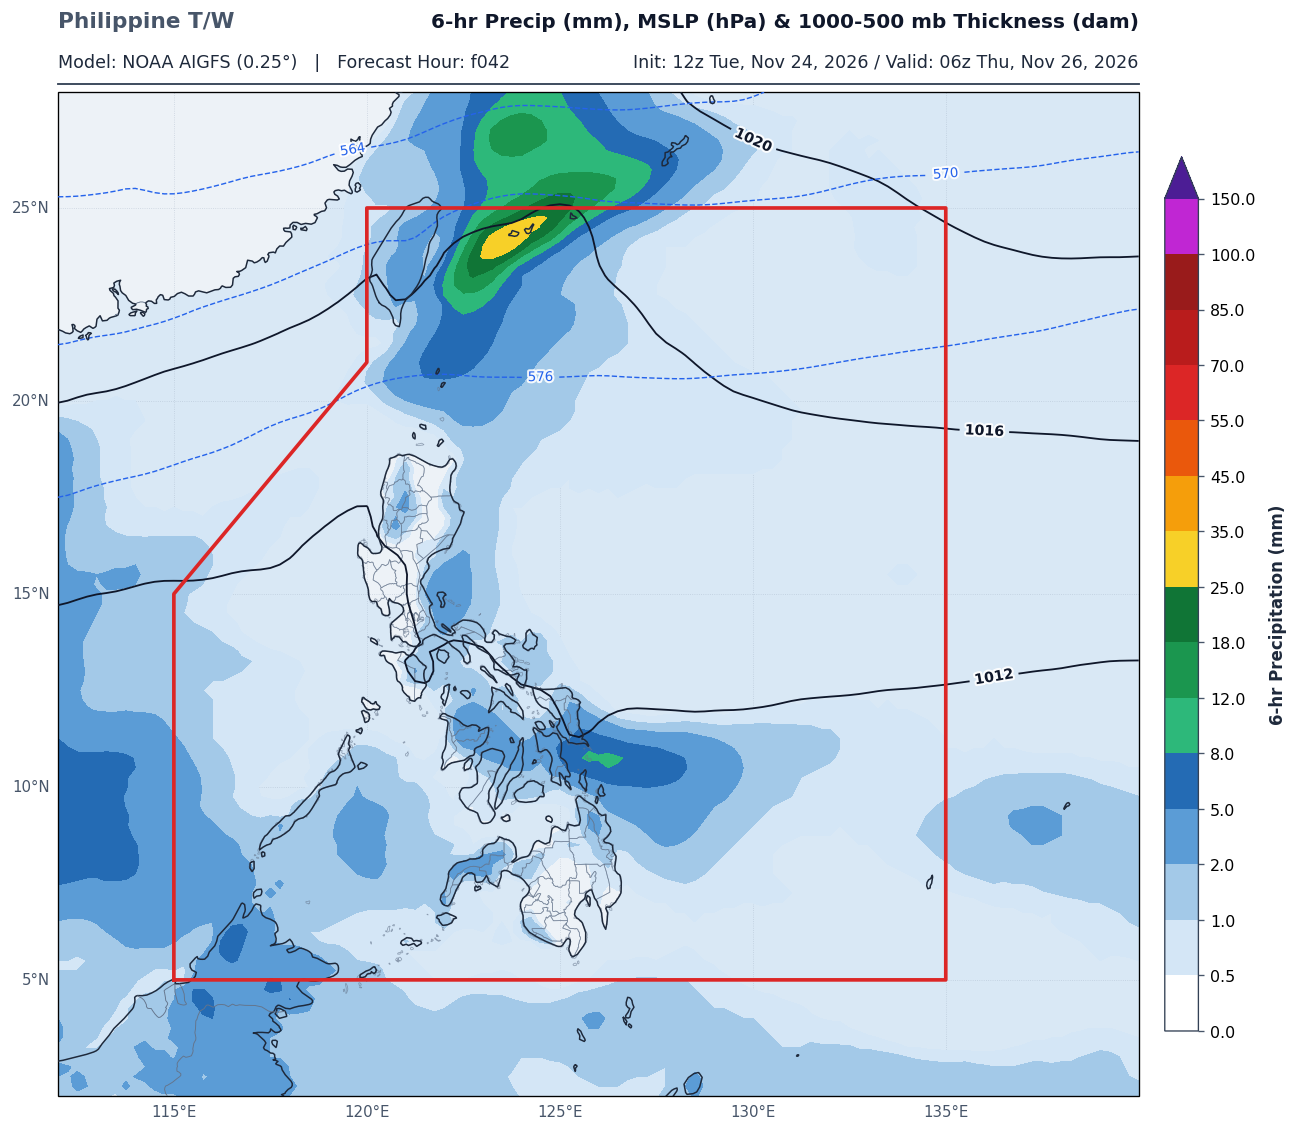 Philippine T/W
6-hr Precip (mm), MSLP (hPa) & 1000-500 mb Thickness (dam)
Model: NOAA AIGFS (0.25°) | Forecast Hour: f042
Init: 12z Tue, Nov 24, 2026 / Valid: 06z Thu, Nov 26, 2026
1020
564
570
576
1016
1012
25°N
20°N
15°N
10°N
5°N
115°E
120°E
125°E
130°E
135°E
150.0
100.0
85.0
70.0
55.0
45.0
35.0
25.0
18.0
12.0
8.0
5.0
2.0
1.0
0.5
0.0
6-hr Precipitation (mm)